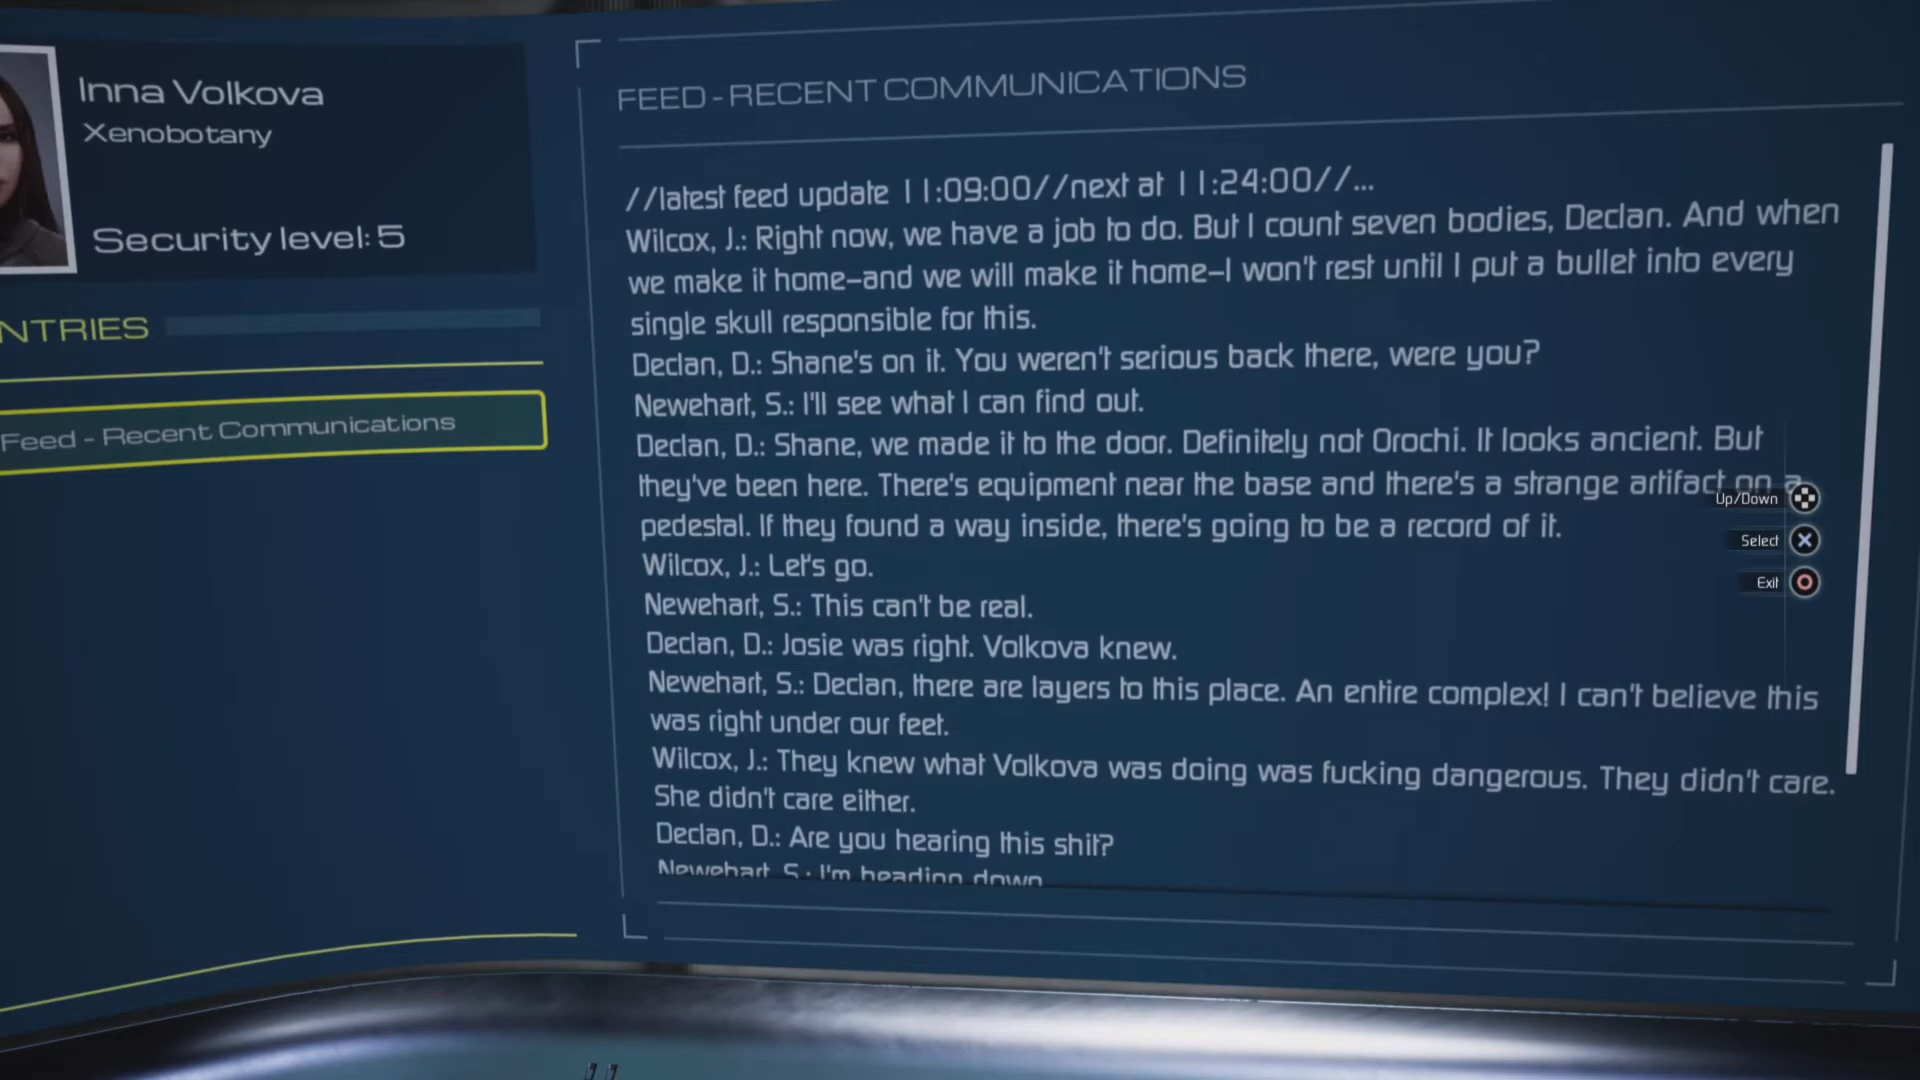 Inna Volkova
Xenobotany
Security level: 5
NTRIES
Feed - Recent Communications
FEED - RECENT COMMUNICATIONS
//latest feed update 11:09:00//next at 11:24:00//...
Wilcox, J.: Right now, we have a job to do. But I count seven bodies, Declan. And when
we make it home–and we will make it home–I won't rest until I put a bullet into every
single skull responsible for this.
Declan, D.: Shane's on it. You weren't serious back there, were you?
Newehart, S.: I'll see what I can find out.
Declan, D.: Shane, we made it to the door. Definitely not Orochi. It looks ancient. But
they've been here. There's equipment near the base and there's a strange artifact on a
pedestal. If they found a way inside, there's going to be a record of it.
Wilcox, J.: Let's go.
Newehart, S.: This can't be real.
Declan, D.: Josie was right. Volkova knew.
Newehart, S.: Declan, there are layers to this place. An entire complex! I can't believe this
was right under our feet.
Wilcox, J.: They knew what Volkova was doing was fucking dangerous. They didn't care.
She didn't care either.
Declan, D.: Are you hearing this shit?
Newehart, S.: I'm heading down
Up/Down
Select
Exit